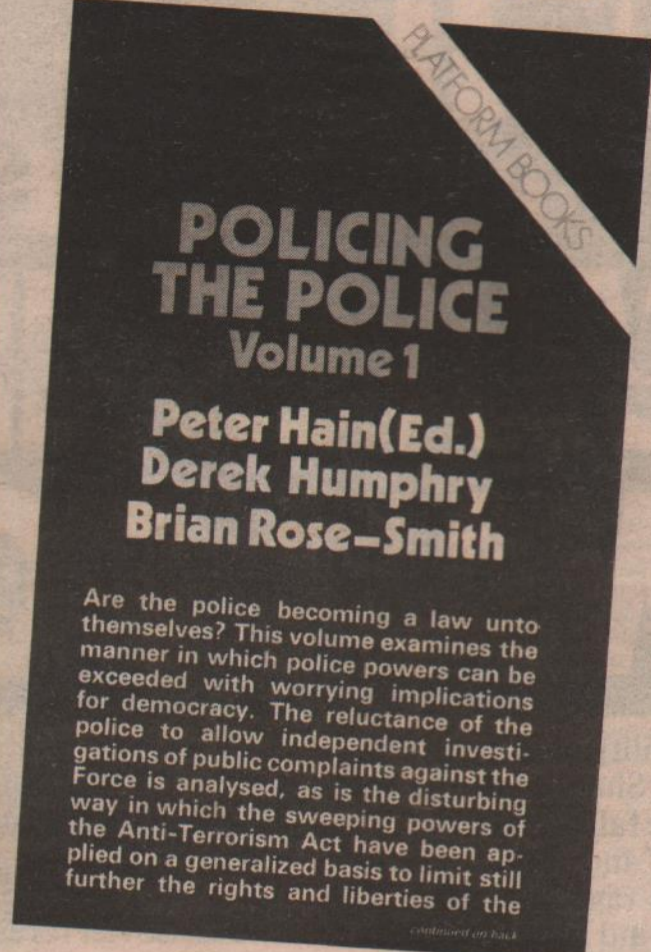 PLATFORM BOOKS
POLICING
THE POLICE
Volume 1
Peter Hain(Ed.)
Derek Humphry
Brian Rose-Smith
Are the police becoming a law unto
themselves? This volume examines the
manner in which police powers can be
exceeded with worrying implications
for democracy. The reluctance of the
police to allow independent investi-
gations of public complaints against the
Force is analysed, as is the disturbing
way in which the sweeping powers of
the Anti-Terrorism Act have been ap-
plied on a generalized basis to limit still
further the rights and liberties of the
continued on back